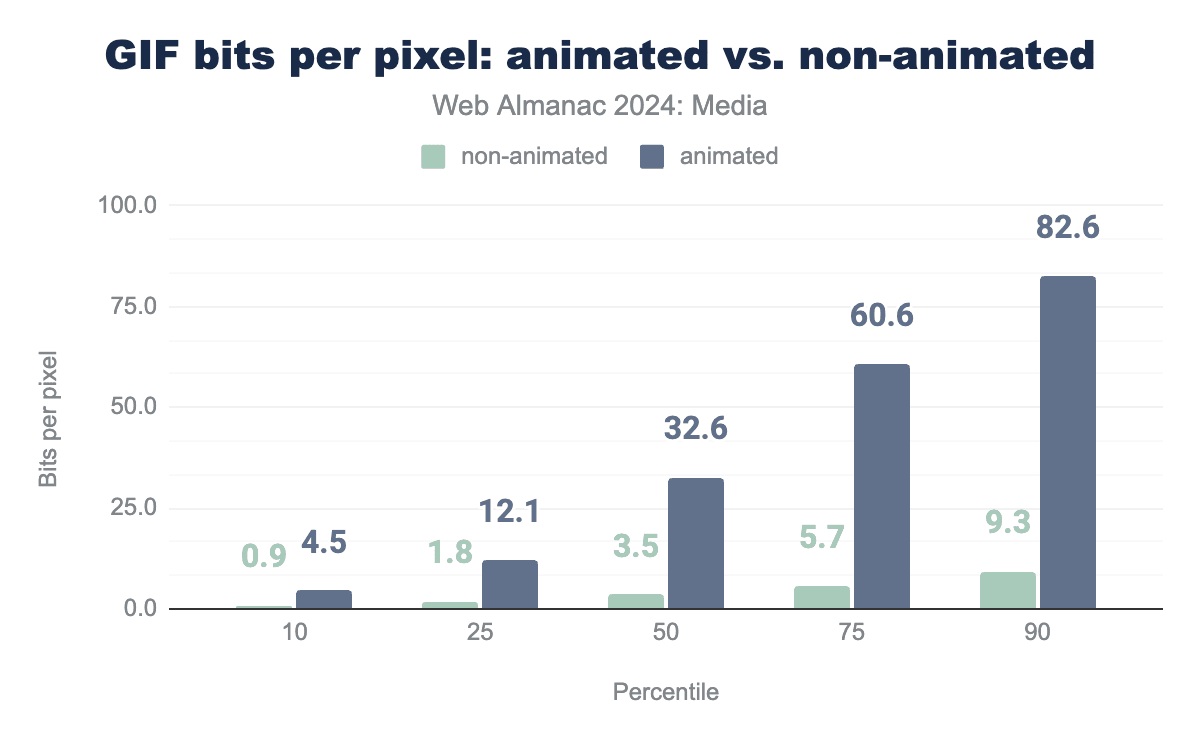 GIF bits per pixel: animated vs. non-animated
Web Almanac 2024: Media
non-animated animated
100.0
75.0
50.0
25.0
0.0
Bits per pixel
0.9 4.5
1.8 12.1
3.5 32.6
5.7 60.6
9.3 82.6
10 25 50 75 90
Percentile